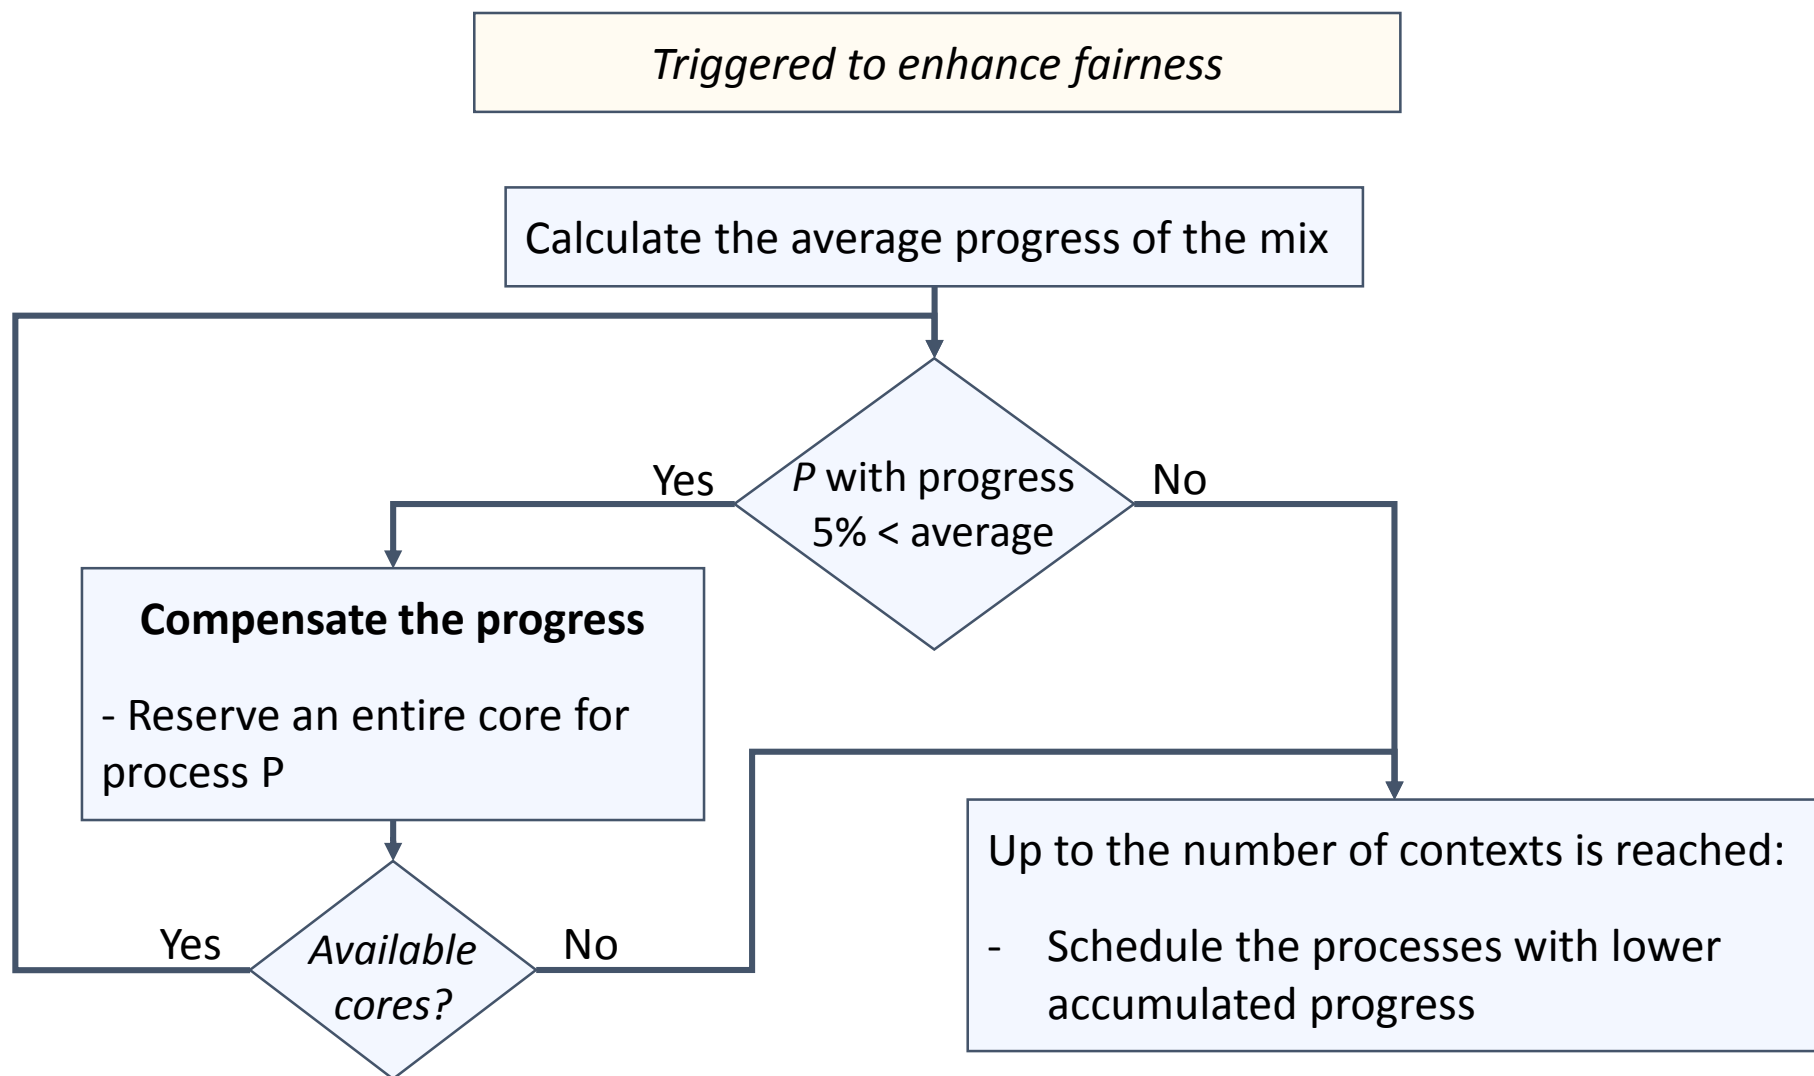 Triggered to enhance fairness
Calculate the average progress of the mix
Yes
P with progress
5% < average
No
Compensate the progress
- Reserve an entire core for
process P
Yes
Available
cores?
No
Up to the number of contexts is reached:
- Schedule the processes with lower
accumulated progress